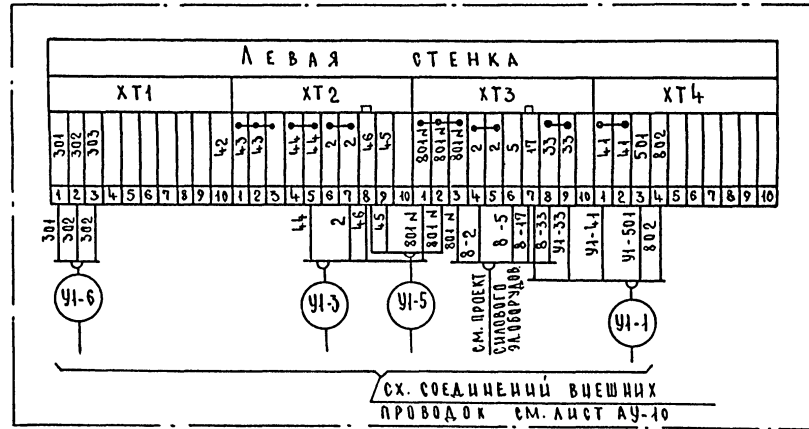 ЛЕВАЯ СТЕНКА
ХТ1 ХТ2 ХТ3 ХТ4
301 302 303 42 43 43 44 44 2 2 46 45 801N 801N 801N 2 2 5 17 33 33 41 41 501 802
1 2 3 4 5 6 7 8 9 10 1 2 3 4 5 6 7 8 9 10 1 2 3 4 5 6 7 8 9 10 1 2 3 4 5 6 7 8 9 10
301 302 302 44 2 46 45 801N 801N 801N 8-2 8-5 8-17 8-33 У1-33 У1-41 У1-501 802
У1-6 У1-3 У1-5 У1-1
СМ. ПРОЕКТ
СИЛОВОГО
ЭЛ.ОБОРУДОВ.
СХ. СОЕДИНЕНИЙ ВНЕШНИХ
ПРОВОДОК СМ. ЛИСТ АУ-10